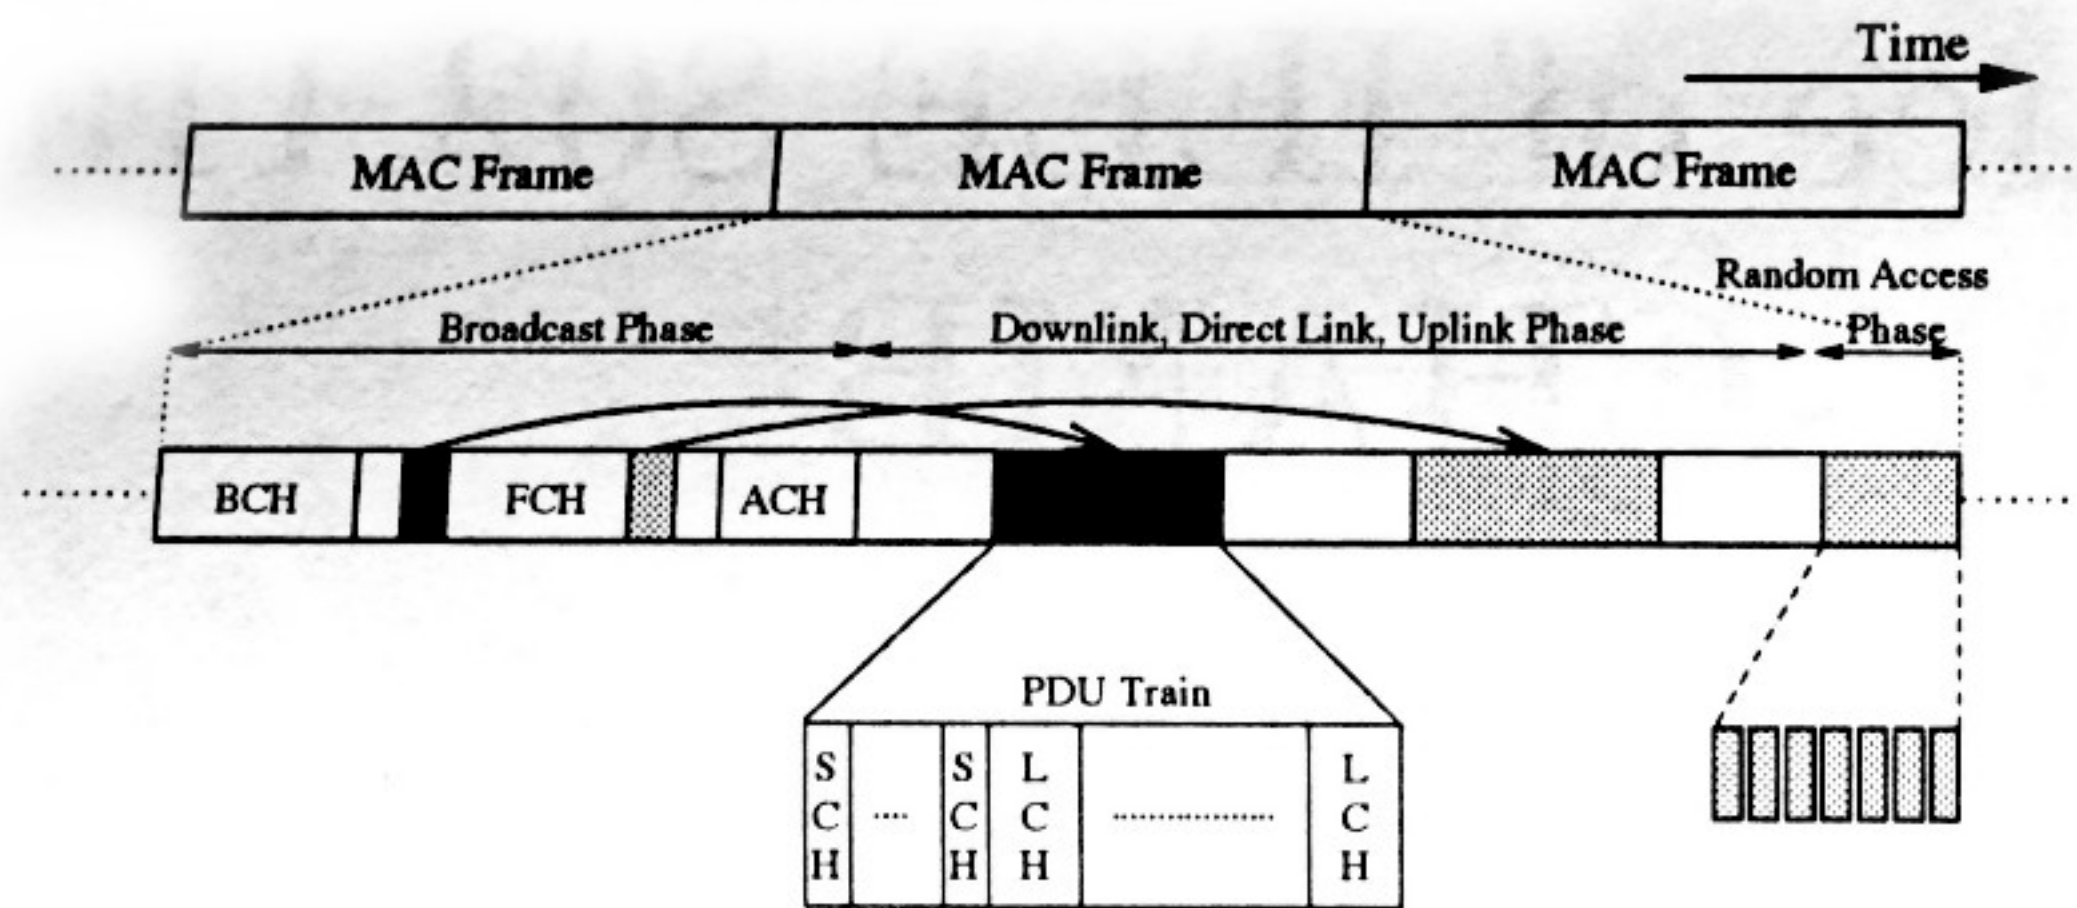 Time
MAC Frame MAC Frame MAC Frame
Random Access
Broadcast Phase Downlink, Direct Link, Uplink Phase Phase
BCH FCH ACH
PDU Train
S S L L
C .... C C ................ C
H H H H